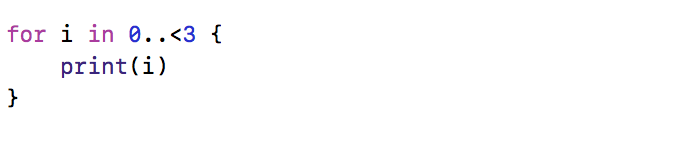 for i in 0..<3 {
    print(i)
}